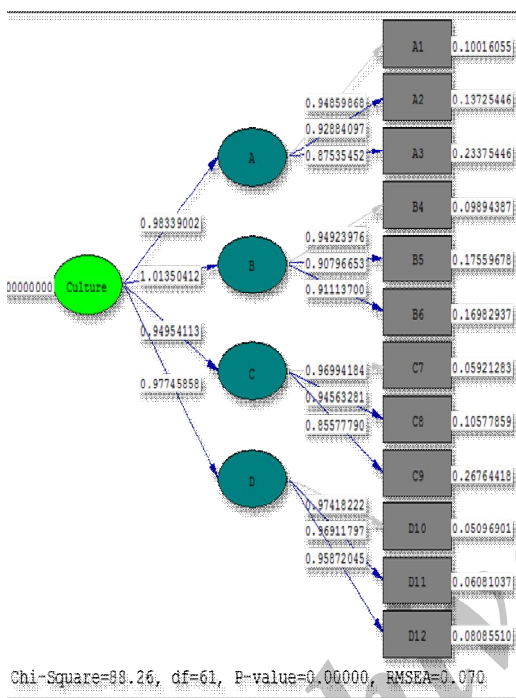 A1 0.10016055
0.94859868
A2 0.13725446
0.92884097
A 0.87535452 A3 0.23375446
B4 0.09894387
0.98339002
0.94923976
B 0.90796653 B5 0.17559678
1.01350412
0.91113700
00000000 Culture B6 0.16982937
0.94954113
C7 0.05921283
0.96994184
C 0.94563281 C8 0.10577859
0.97745858
0.85577790
C9 0.26764418
D 0.97418222
D10 0.05096901
0.96911797
0.95872045
D11 0.06081037
D12 0.08085510
Chi-Square=88.26, df=61, P-value=0.00000, RMSEA=0.070